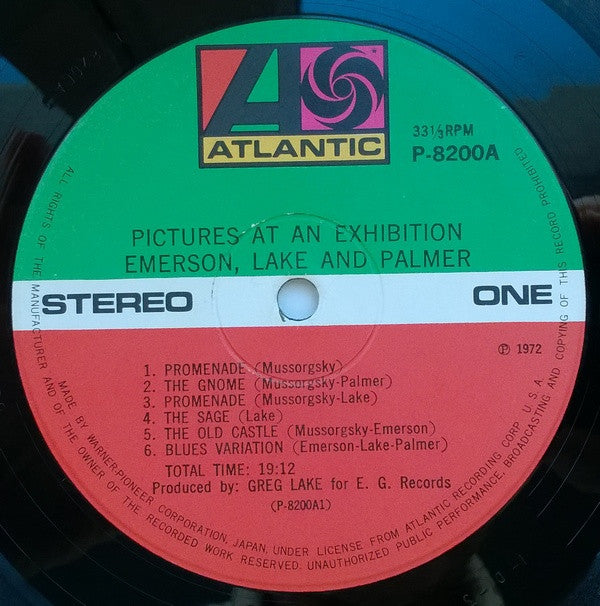 ATLANTIC
33⅓ RPM
P-8200A
PICTURES AT AN EXHIBITION
EMERSON, LAKE AND PALMER
STEREO
ONE
Ⓟ 1972
1. PROMENADE (Mussorgsky)
2. THE GNOME (Mussorgsky-Palmer)
3. PROMENADE (Mussorgsky-Lake)
4. THE SAGE (Lake)
5. THE OLD CASTLE (Mussorgsky-Emerson)
6. BLUES VARIATION (Emerson-Lake-Palmer)
TOTAL TIME: 19:12
Produced by: GREG LAKE for E. G. Records
(P-8200A1)
ALL RIGHTS OF THE MANUFACTURER AND OF THE OWNER OF THE RECORDED WORK RESERVED. UNAUTHORIZED PUBLIC PERFORMANCE, BROADCASTING AND COPYING OF THIS RECORD PROHIBITED
MADE BY WARNER-PIONEER CORPORATION, JAPAN, UNDER LICENSE FROM ATLANTIC RECORDING CORP. U.S.A.